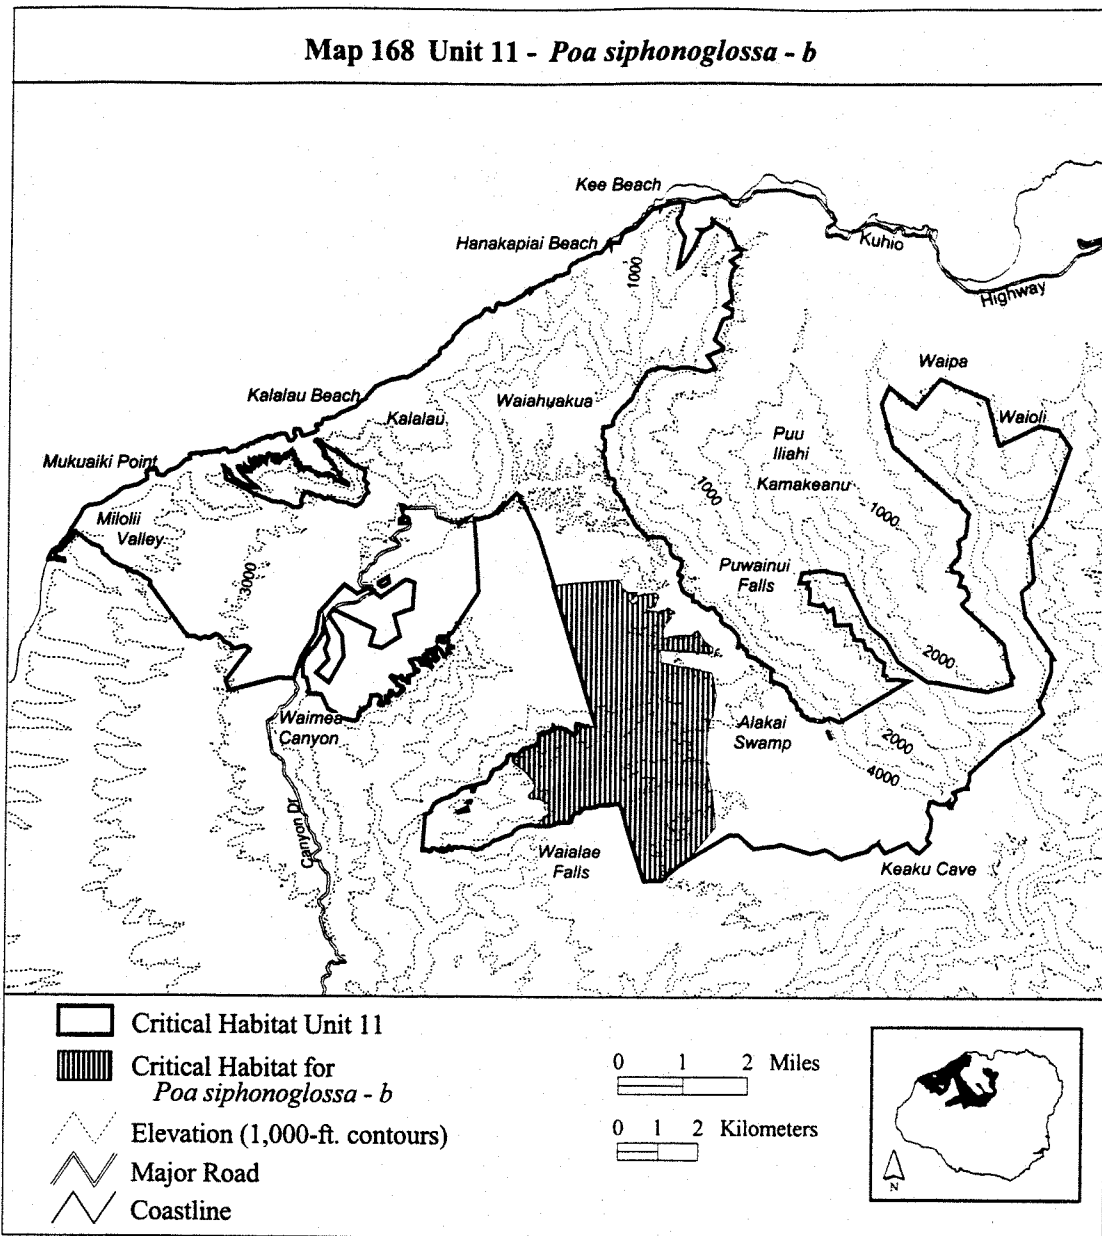 Map 168 Unit 11 - Poa siphonoglossa - b
Kee Beach
Hanakapiai Beach
Kuhio
Highway
1000
Waipa
Kalalau Beach
Waiahuakua
Kalalau
Waioli
Puu
Iliahi
Mukuaiki Point
Kamakeanu
1000
1000
Milolii
Valley
3000
Puwainui
Falls
2000
Waimea
Canyon
Alakai
Swamp
2000
4000
Canyon Dr
Waialae
Falls
Keaku Cave
Critical Habitat Unit 11
Critical Habitat for
Poa siphonoglossa - b
Elevation (1,000-ft. contours)
Major Road
Coastline
0 1 2 Miles
0 1 2 Kilometers
N